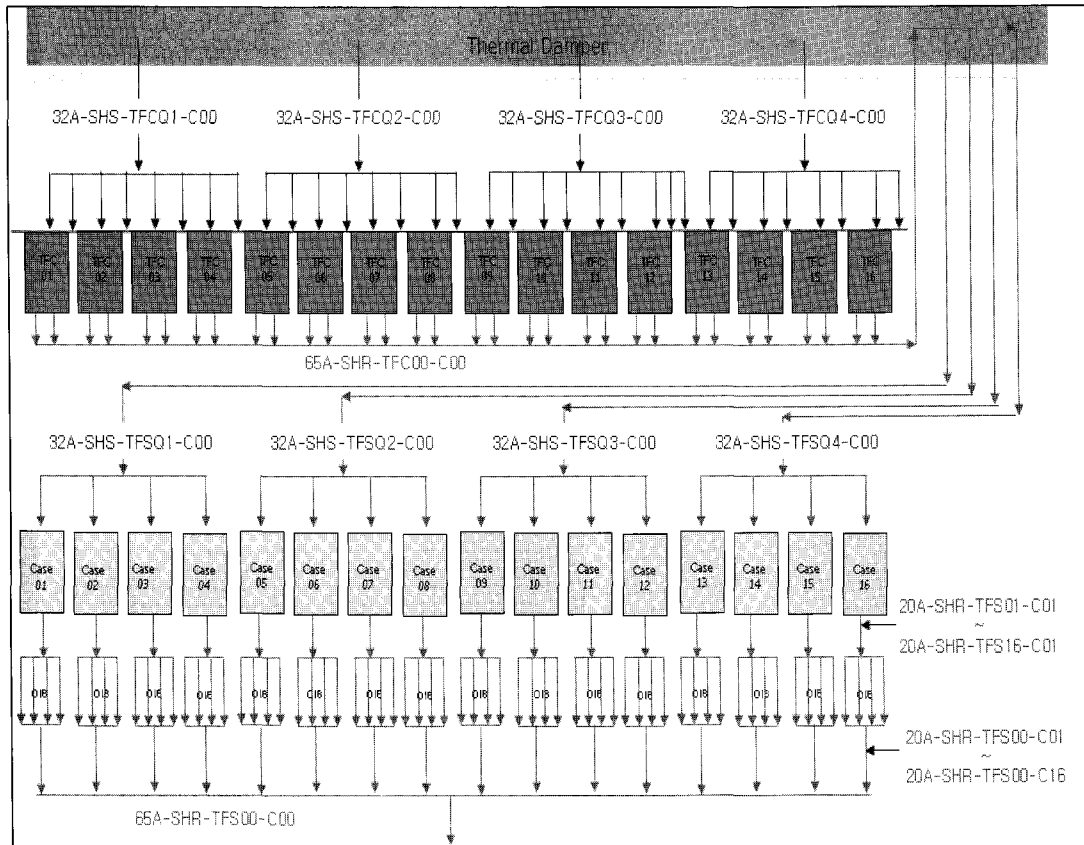 Thermal Damper
32A-SHS-TFCQ1-C00 32A-SHS-TFCQ2-C00 32A-SHS-TFCQ3-C00 32A-SHS-TFCQ4-C00
TFC TFC TFC TFC TFC TFC TFC TFC TFC TFC TFC TFC TFC TFC TFC TFC
01 02 03 04 05 06 07 08 09 10 11 12 13 14 15 16
65A-SHR-TFC00-C00
32A-SHS-TFSQ1-C00 32A-SHS-TFSQ2-C00 32A-SHS-TFSQ3-C00 32A-SHS-TFSQ4-C00
Case Case Case Case Case Case Case Case Case Case Case Case Case Case Case Case
01 02 03 04 05 06 07 08 09 10 11 12 13 14 15 16
20A-SHR-TFS01-C01
~
20A-SHR-TFS16-C01
20A-SHR-TFS00-C01
~
20A-SHR-TFS00-C16
65A-SHR-TFS00-C00